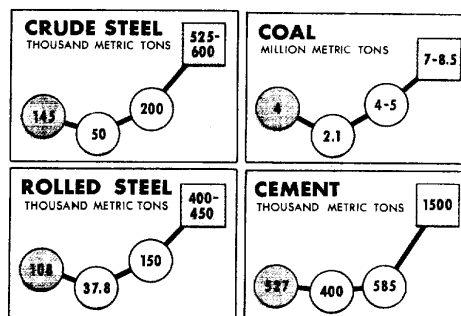 CRUDE STEEL
THOUSAND METRIC TONS
525-
600
145
50
200
COAL
MILLION METRIC TONS
7-8.5
4
2.1
4-5
ROLLED STEEL
THOUSAND METRIC TONS
400-
450
108
37.8
150
CEMENT
THOUSAND METRIC TONS
1500
527
400
585